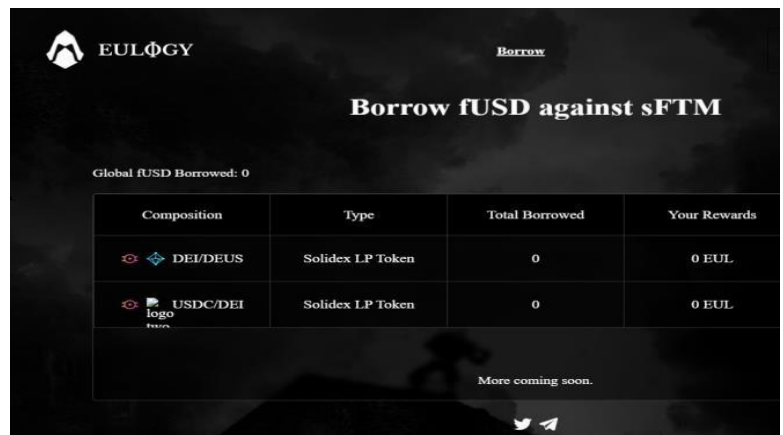 EULΦGY
Borrow
Borrow fUSD against sFTM
Global fUSD Borrowed: 0
Composition Type Total Borrowed Your Rewards
DEI/DEUS Solidex LP Token 0 0 EUL
logo USDC/DEI Solidex LP Token 0 0 EUL
two
More coming soon.